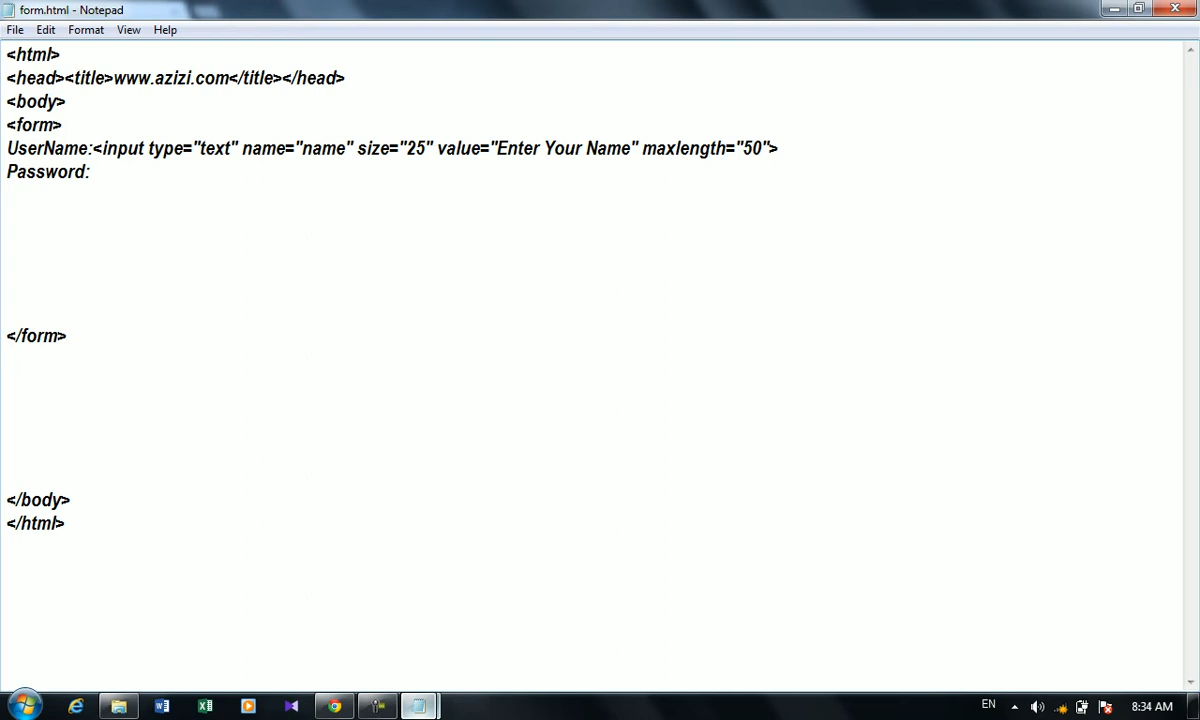 form.html - Notepad
File Edit Format View Help
<html>
<head><title>www.azizi.com</title></head>
<body>
<form>
UserName:<input type="text" name="name" size="25" value="Enter Your Name" maxlength="50">
Password:
</form>
</body>
</html>
EN 8:34 AM